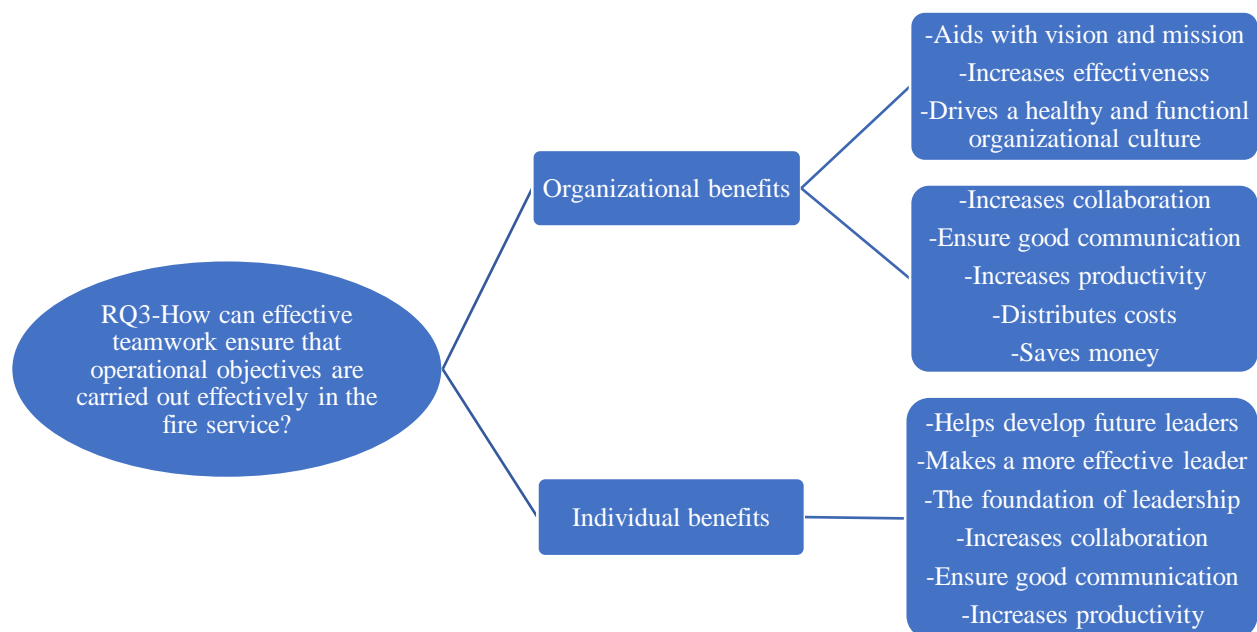 RQ3-How can effective
teamwork ensure that
operational objectives are
carried out effectively in the
fire service?
Organizational benefits
-Aids with vision and mission
-Increases effectiveness
-Drives a healthy and functionl
organizational culture
-Increases collaboration
-Ensure good communication
-Increases productivity
-Distributes costs
-Saves money
Individual benefits
-Helps develop future leaders
-Makes a more effective leader
-The foundation of leadership
-Increases collaboration
-Ensure good communication
-Increases productivity